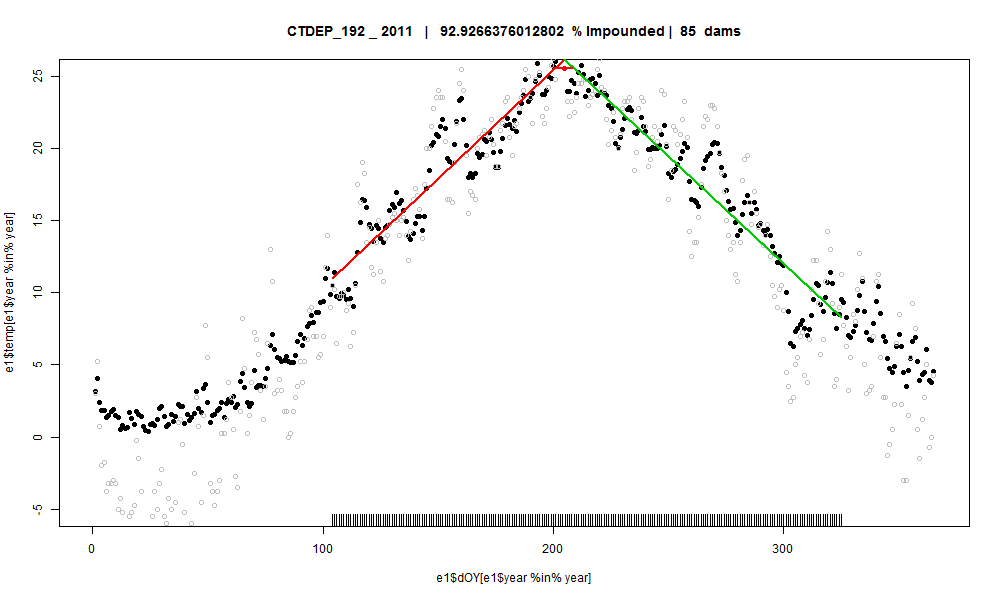 CTDEP_192 _ 2011 | 92.9266376012802 % Impounded | 85 dams
e1$temp[e1$year %in% year]
25
20
15
10
5
0
-5
0 100 200 300
e1$dOY[e1$year %in% year]